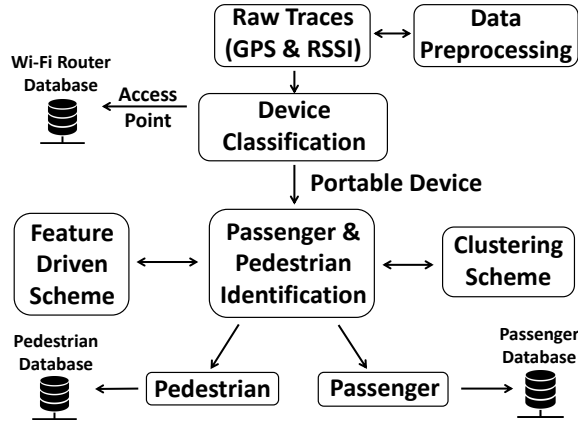 Raw Traces
(GPS & RSSI)
Data
Preprocessing
Wi-Fi Router
Database
Access
Point
Device
Classification
Portable Device
Feature
Driven
Scheme
Passenger &
Pedestrian
Identification
Clustering
Scheme
Pedestrian
Database
Pedestrian
Passenger
Passenger
Database